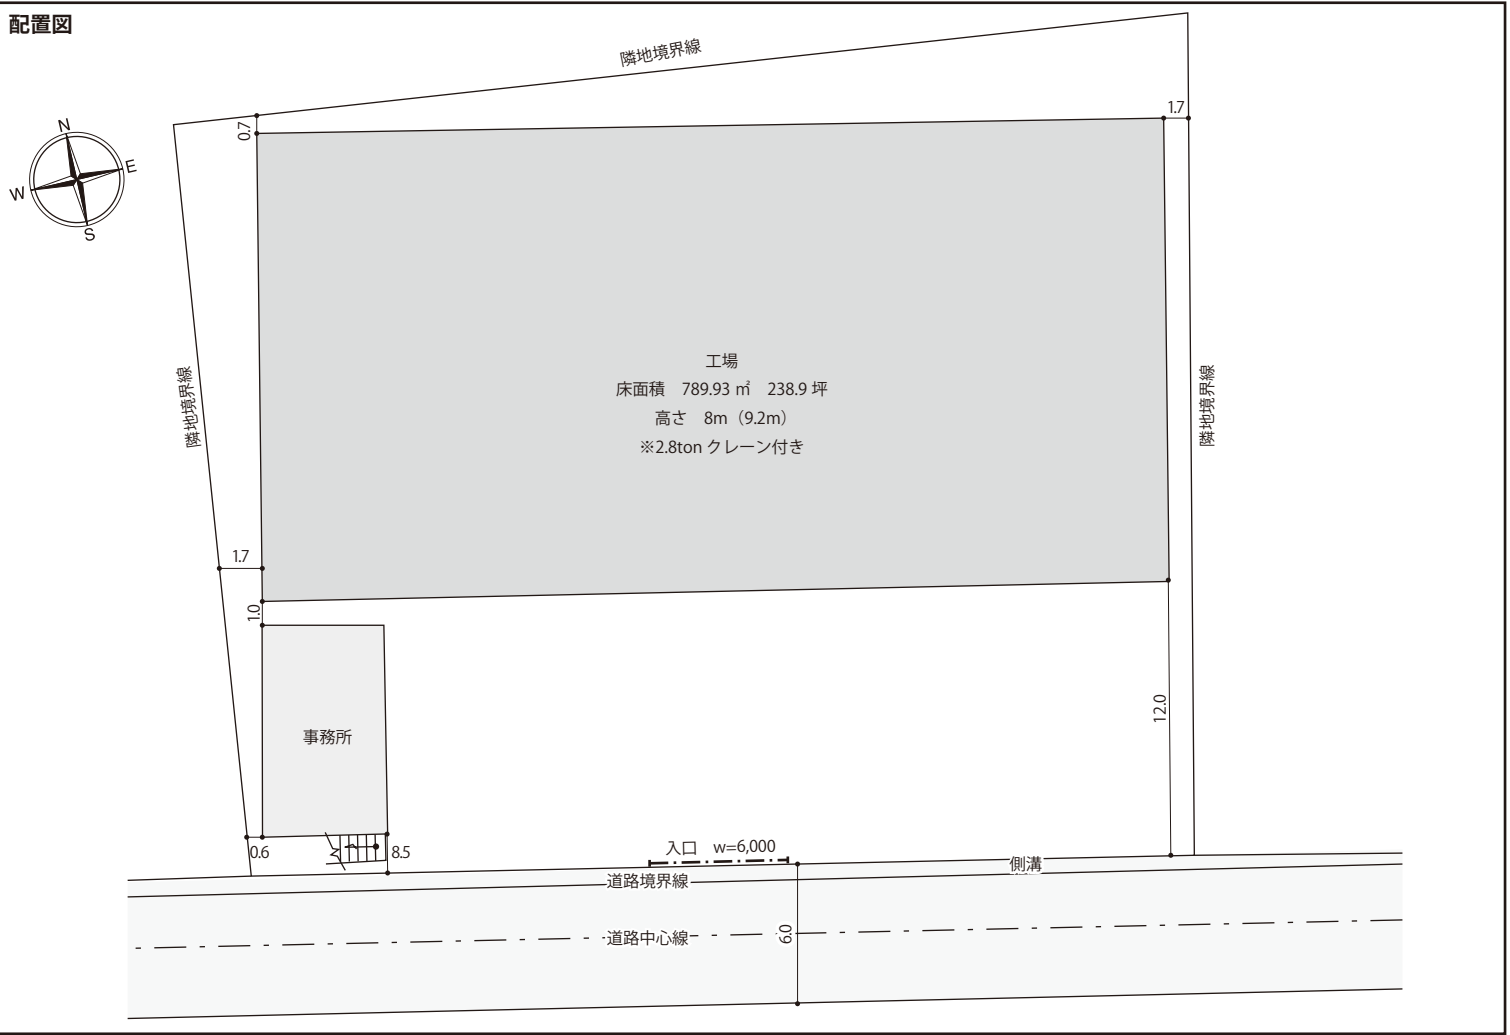 配置図
隣地境界線
N
E
W
S
0.7
1.7
工場
床面積 789.93 ㎡ 238.9 坪
高さ 8m（9.2m）
※2.8ton クレーン付き
隣地境界線
隣地境界線
1.7
1.0
事務所
12.0
0.6
8.5
入口 w=6,000
側溝
道路境界線
道路中心線
6.0